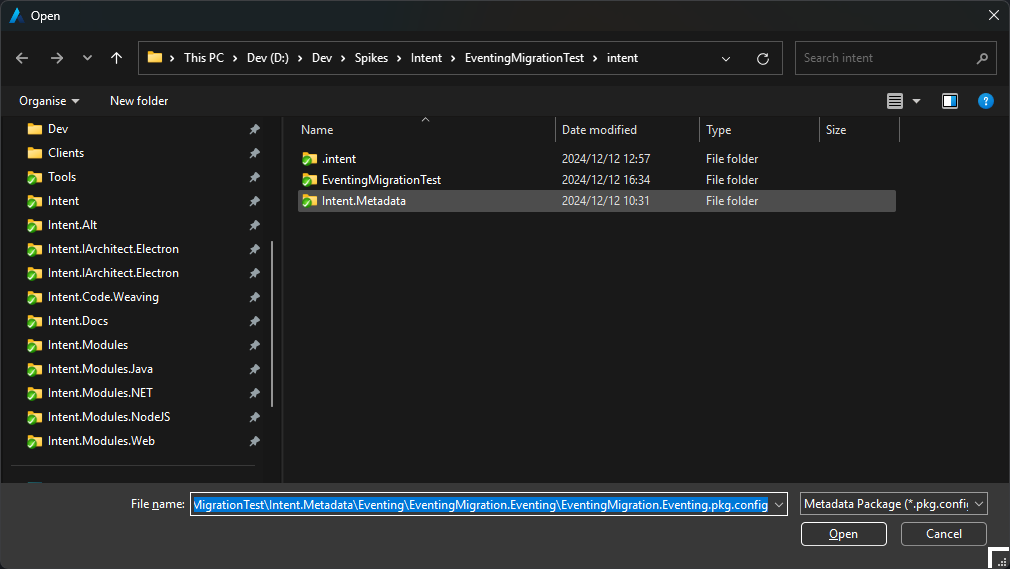 Open
This PC > Dev (D:) > Dev > Spikes > Intent > EventingMigrationTest > intent
Search intent
Organise New folder
?
Dev
Clients
Tools
Intent
Intent.Alt
Intent.IArchitect.Electron
Intent.IArchitect.Electron
Intent.Code.Weaving
Intent.Docs
Intent.Modules
Intent.Modules.Java
Intent.Modules.NET
Intent.Modules.NodeJS
Intent.Modules.Web
Name Date modified Type Size
.intent 2024/12/12 12:57 File folder
EventingMigrationTest 2024/12/12 16:34 File folder
Intent.Metadata 2024/12/12 10:31 File folder
File name: MigrationTest\Intent.Metadata\Eventing\EventingMigration.Eventing\EventingMigration.Eventing.pkg.config Metadata Package (*.pkg.config
Open Cancel